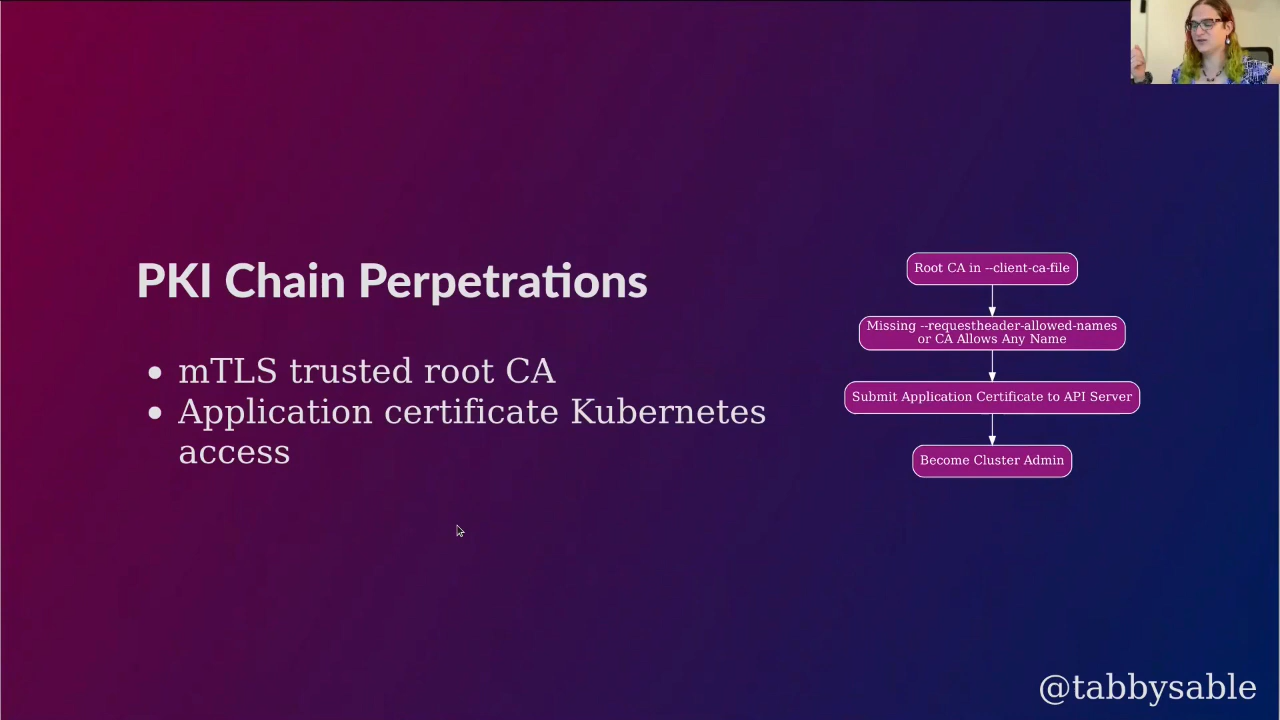 PKI Chain Perpetrations
• mTLS trusted root CA
• Application certificate Kubernetes
access
Root CA in --client-ca-file
Missing --requestheader-allowed-names
or CA Allows Any Name
Submit Application Certificate to API Server
Become Cluster Admin
@tabbysable